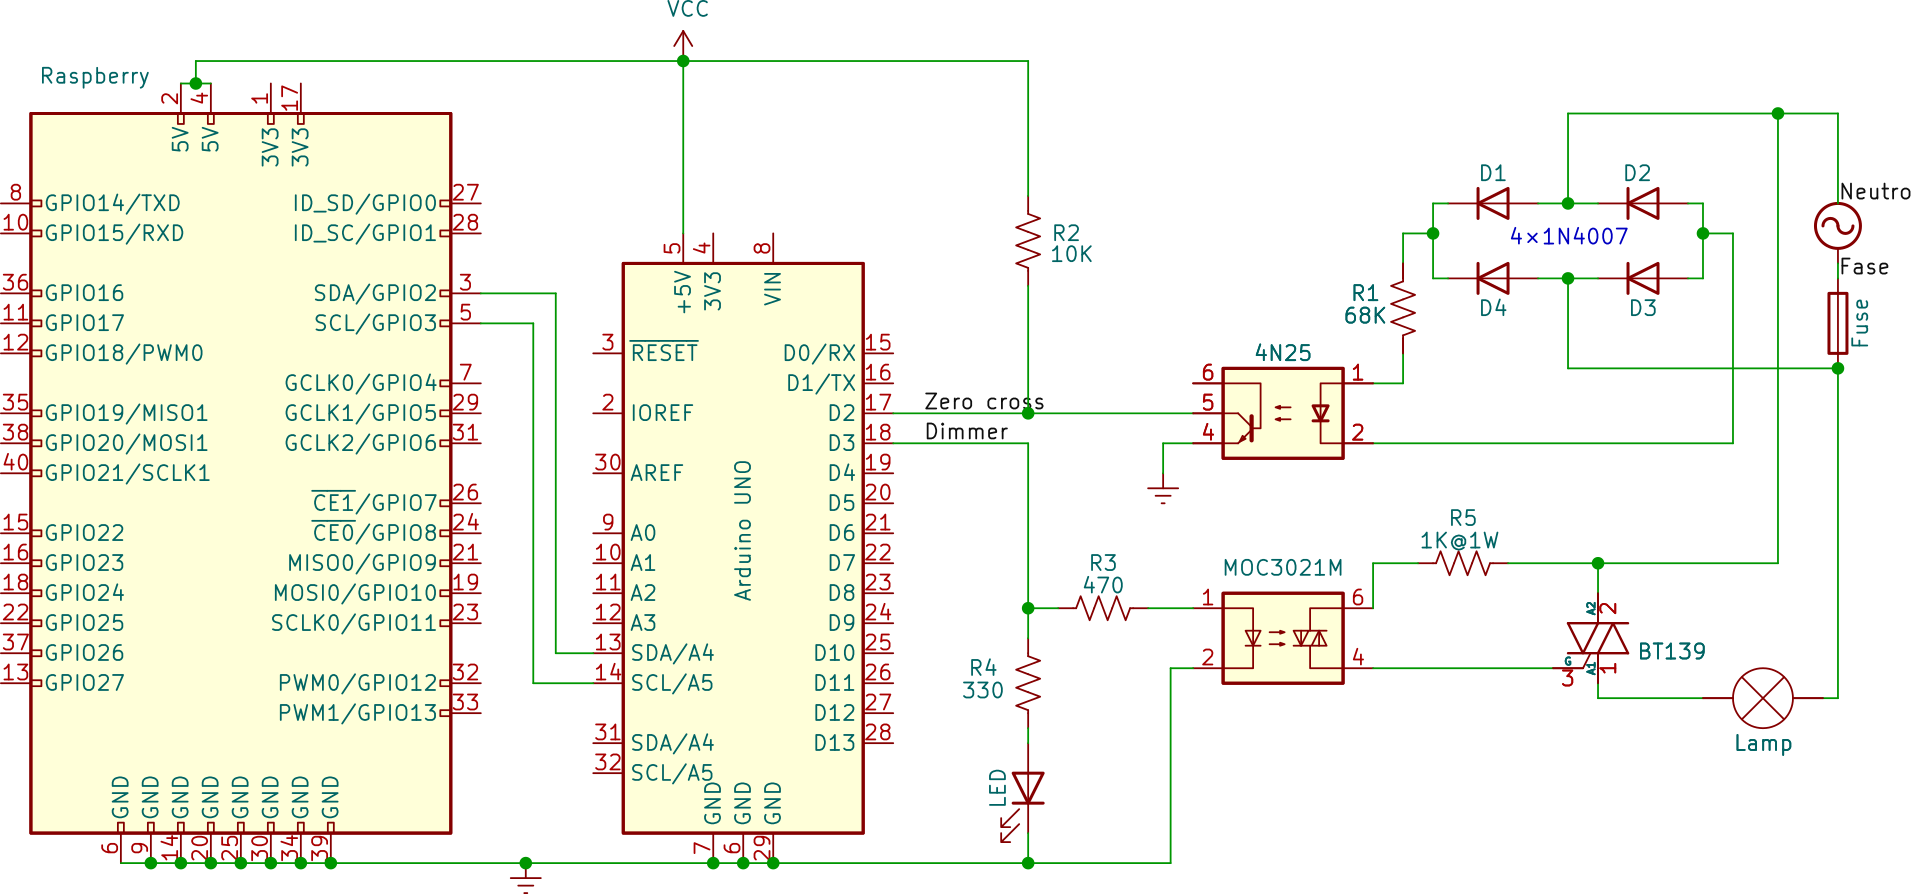 VCC
Raspberry
2
4
1
17
5V
5V
3V3
3V3
8
GPIO14/TXD
ID_SD/GPIO0
27
10
GPIO15/RXD
ID_SC/GPIO1
28
36
GPIO16
SDA/GPIO2
3
11
GPIO17
SCL/GPIO3
5
12
GPIO18/PWM0
GCLK0/GPIO4
7
35
GPIO19/MISO1
GCLK1/GPIO5
29
38
GPIO20/MOSI1
GCLK2/GPIO6
31
40
GPIO21/SCLK1
CE1/GPIO7
26
15
GPIO22
CE0/GPIO8
24
16
GPIO23
MISO0/GPIO9
21
18
GPIO24
MOSI0/GPIO10
19
22
GPIO25
SCLK0/GPIO11
23
37
GPIO26
13
GPIO27
PWM0/GPIO12
32
PWM1/GPIO13
33
GND
GND
GND
GND
GND
GND
GND
GND
6
9
14
20
25
30
34
39
5
4
8
+5V
3V3
VIN
3
RESET
D0/RX
15
D1/TX
16
2
IOREF
D2
17
D3
18
30
AREF
D4
19
D5
20
9
A0
D6
21
10
A1
D7
22
11
A2
D8
23
12
A3
D9
24
13
SDA/A4
D10
25
14
SCL/A5
D11
26
D12
27
31
SDA/A4
D13
28
32
SCL/A5
Arduino UNO
GND
GND
GND
7
6
29
R2
10K
Zero cross
Dimmer
R3
470
R4
330
LED
4N25
6
5
4
1
2
R1
68K
D1
D2
4×1N4007
D4
D3
Neutro
Fase
Fuse
MOC3021M
1
2
6
4
R5
1K@1W
A2
2
G
3
A1
1
BT139
Lamp